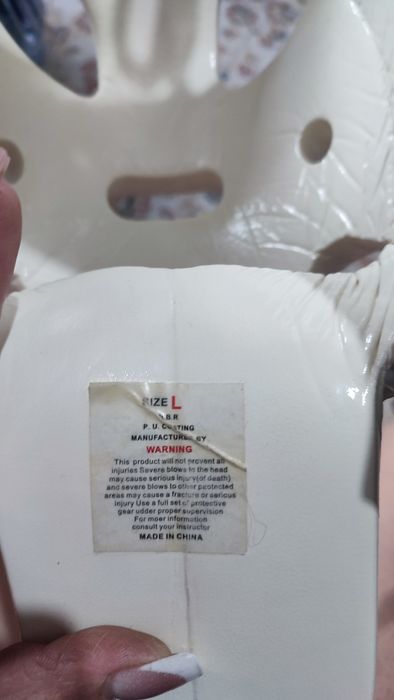 SIZE L
N.B.R
P. U. COATING
MANUFACTURED BY
WARNING
This product will not prevent all
injuries Severe blows to the head
may cause serious injury(of death)
and severe blows to other protected
areas may cause a fracture or serious
injury Use a full set of protective
gear udder proper supervision
For moer information
consult your instructor
MADE IN CHINA